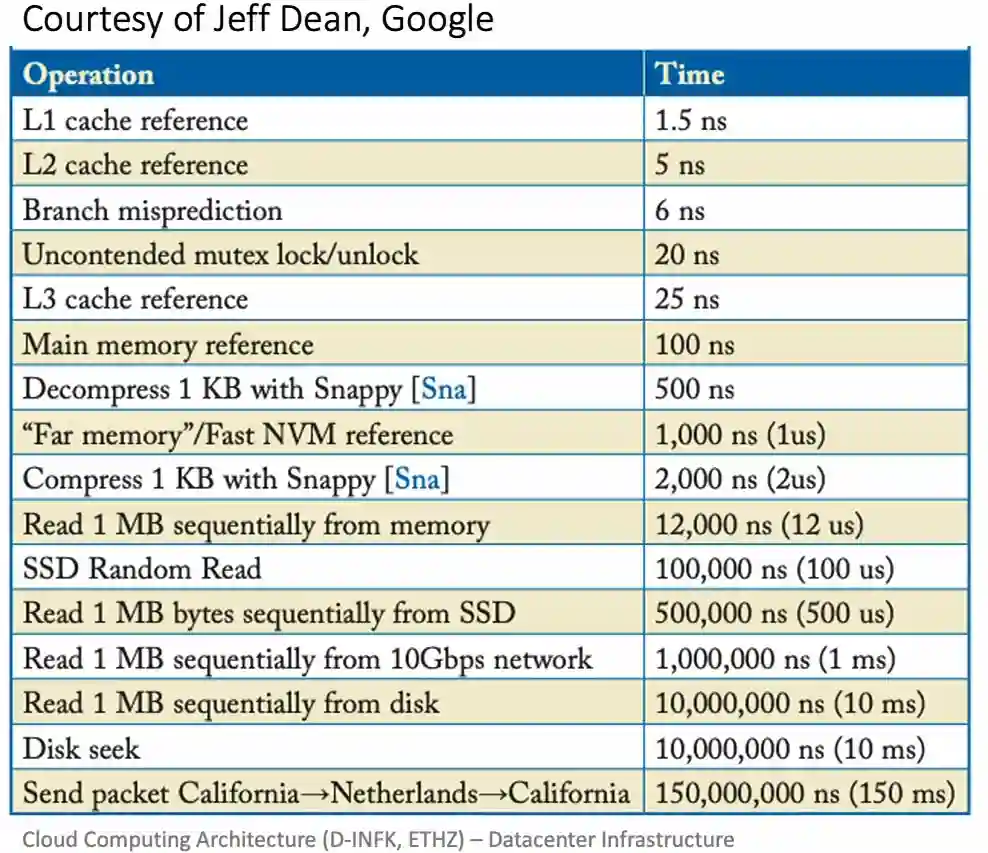 Courtesy of Jeff Dean, Google
Operation Time
L1 cache reference 1.5 ns
L2 cache reference 5 ns
Branch misprediction 6 ns
Uncontended mutex lock/unlock 20 ns
L3 cache reference 25 ns
Main memory reference 100 ns
Decompress 1 KB with Snappy [Sna] 500 ns
“Far memory”/Fast NVM reference 1,000 ns (1us)
Compress 1 KB with Snappy [Sna] 2,000 ns (2us)
Read 1 MB sequentially from memory 12,000 ns (12 us)
SSD Random Read 100,000 ns (100 us)
Read 1 MB bytes sequentially from SSD 500,000 ns (500 us)
Read 1 MB sequentially from 10Gbps network 1,000,000 ns (1 ms)
Read 1 MB sequentially from disk 10,000,000 ns (10 ms)
Disk seek 10,000,000 ns (10 ms)
Send packet California→Netherlands→California 150,000,000 ns (150 ms)
Cloud Computing Architecture (D-INFK, ETHZ) – Datacenter Infrastructure